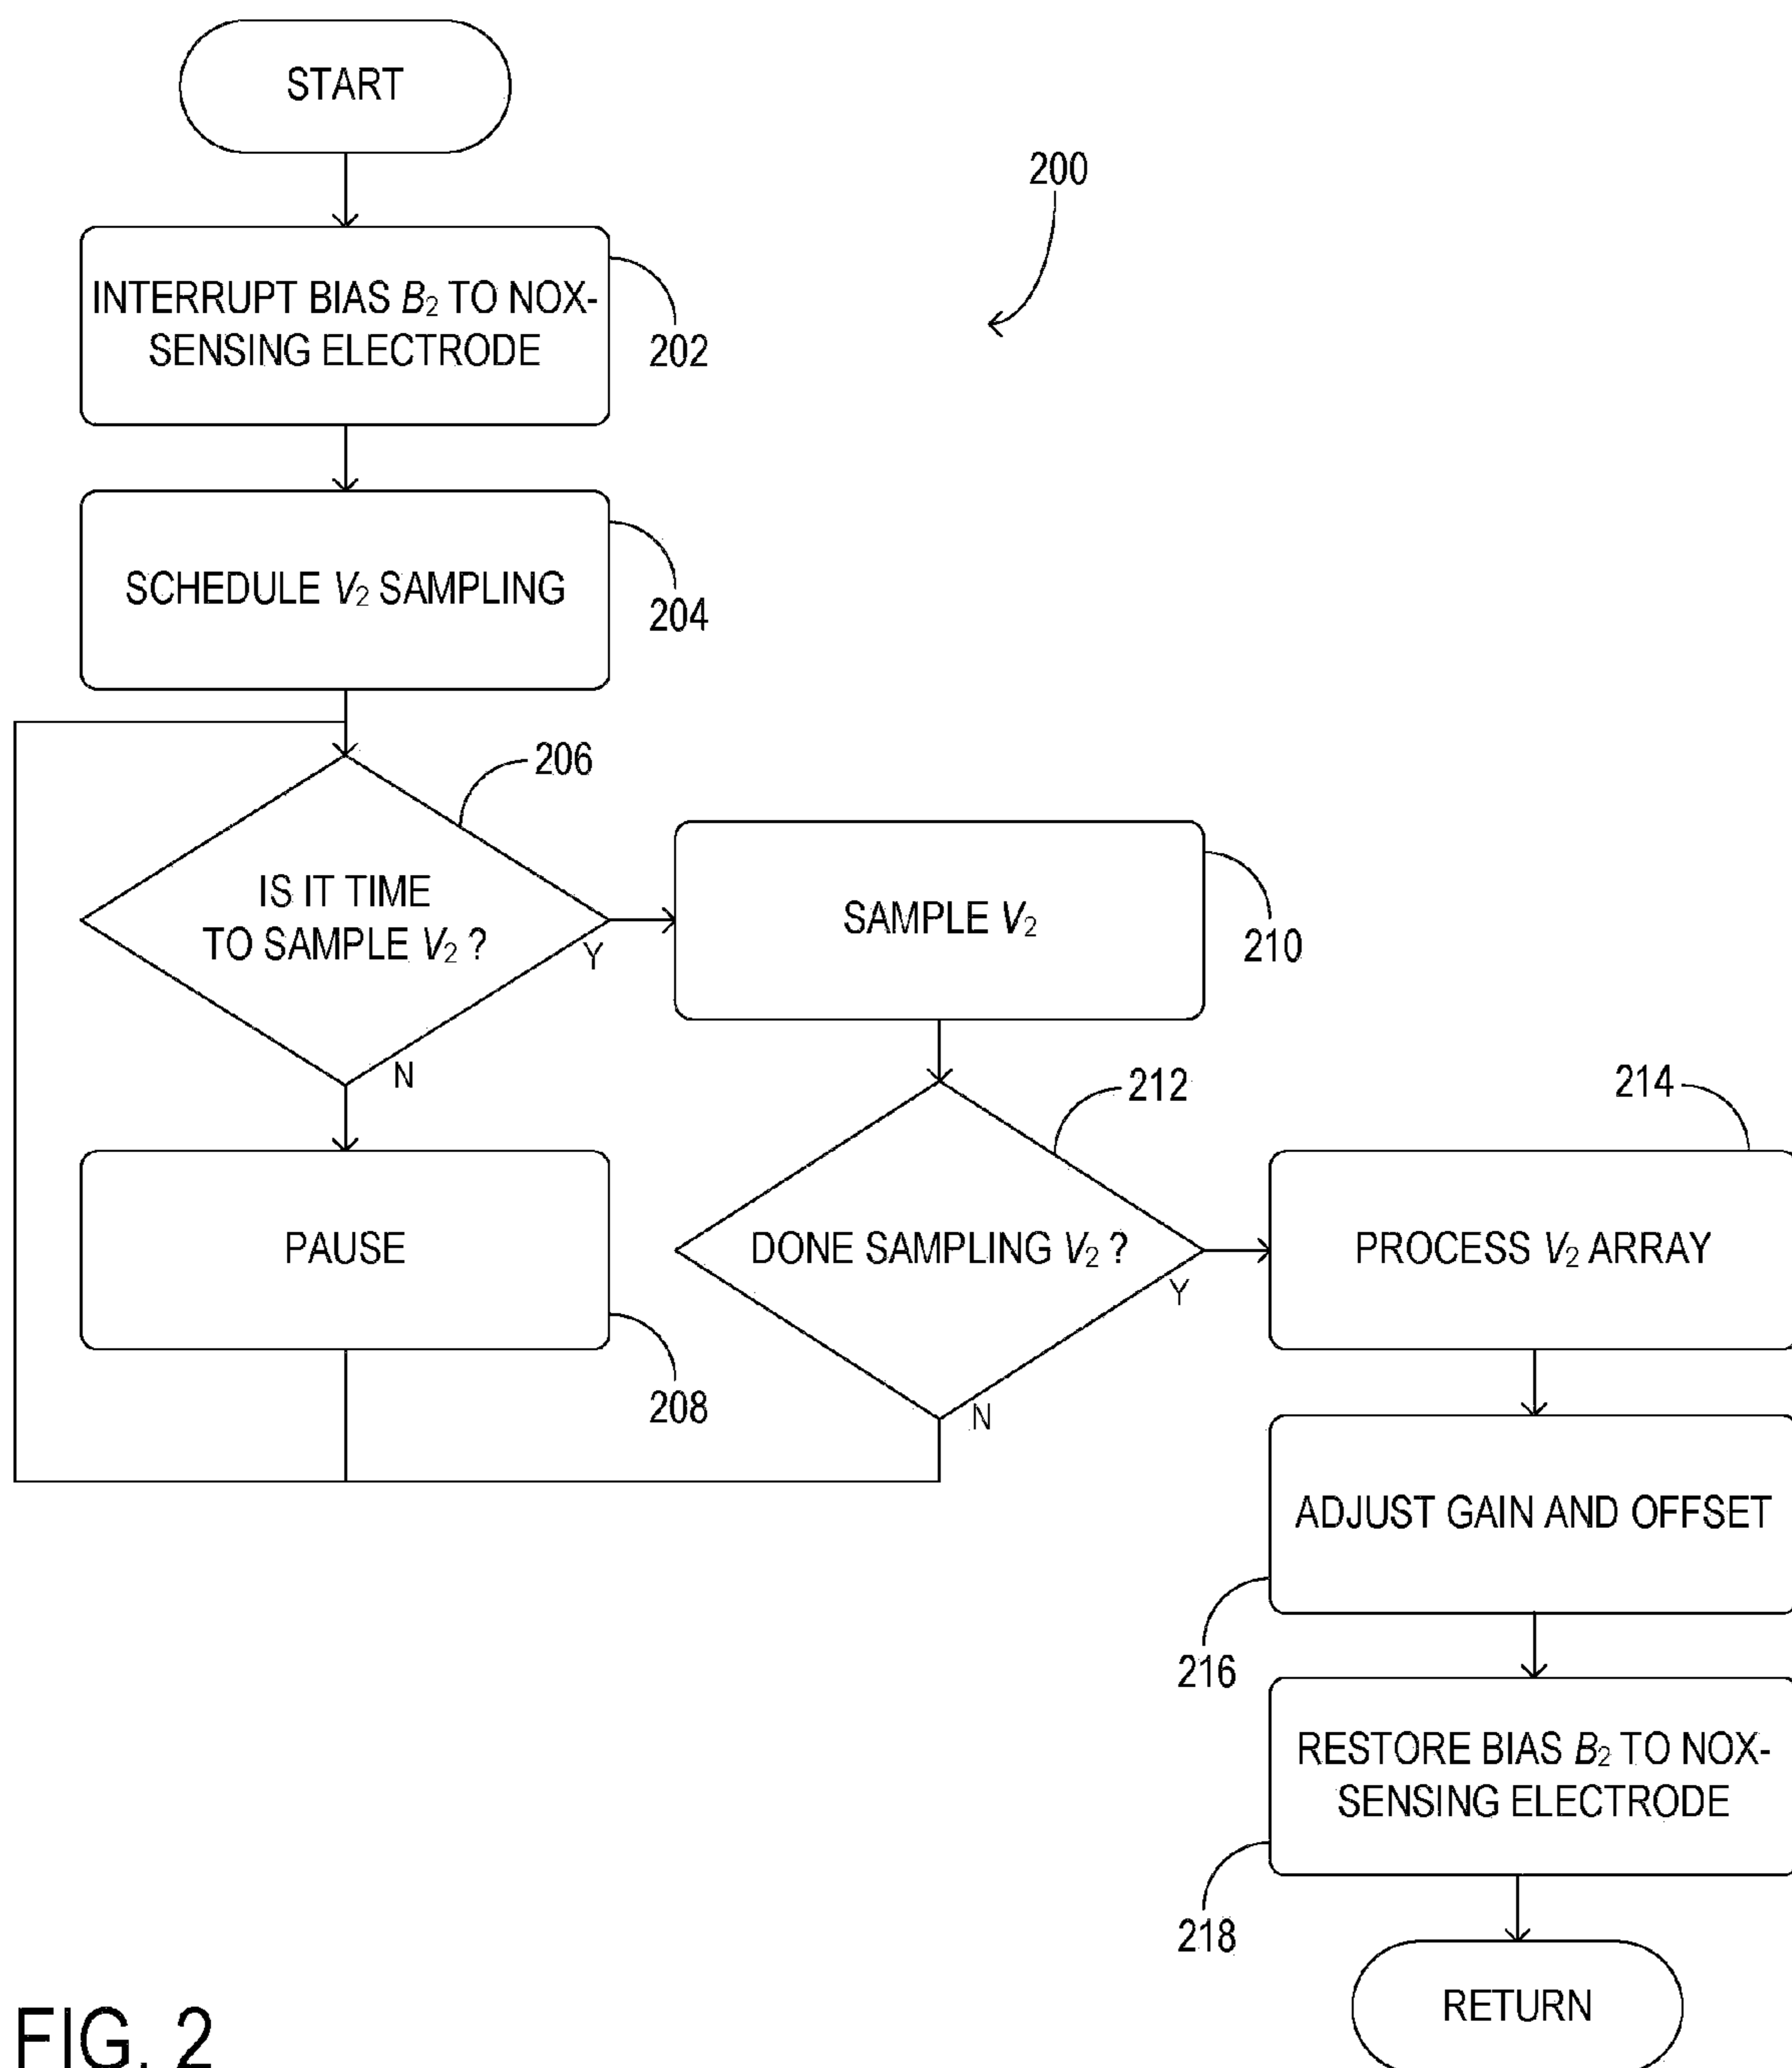 START
200
INTERRUPT BIAS B₂ TO NOX-
SENSING ELECTRODE
202
SCHEDULE V₂ SAMPLING
204
206
IS IT TIME
TO SAMPLE V₂ ?
Y
N
SAMPLE V₂
210
PAUSE
208
212
DONE SAMPLING V₂ ?
Y
N
214
PROCESS V₂ ARRAY
ADJUST GAIN AND OFFSET
216
RESTORE BIAS B₂ TO NOX-
SENSING ELECTRODE
218
RETURN
FIG. 2